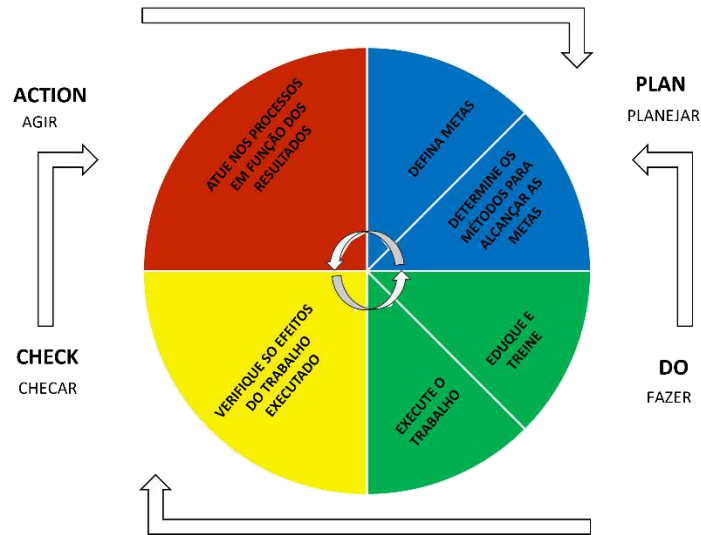 ACTION
AGIR
PLAN
PLANEJAR
ATUE NOS PROCESSOS
EM FUNÇÃO DOS
RESULTADOS
DEFINA METAS
DETERMINE OS
MÉTODOS PARA
ALCANÇAR AS
METAS
CHECK
CHECAR
VERIFIQUE SO EFEITOS
DO TRABALHO
EXECUTADO
EXECUTE O
TRABALHO
EDUQUE E
TREINE
DO
FAZER